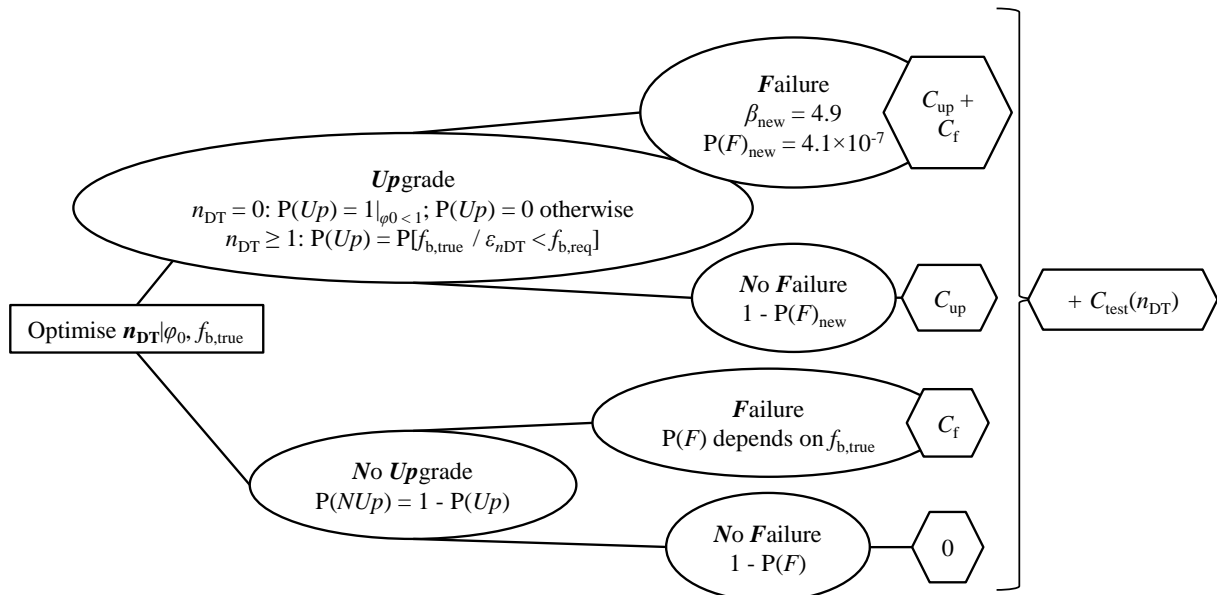 Failure
βnew = 4.9
P(F)new = 4.1×10-7
Cup +
Cf
Upgrade
nDT = 0: P(Up) = 1|φ0 < 1; P(Up) = 0 otherwise
nDT ≥ 1: P(Up) = P[fb,true / εnDT < fb,req]
No Failure
1 - P(F)new
Cup
+ Ctest(nDT)
Optimise nDT|φ0, fb,true
Failure
P(F) depends on fb,true
Cf
No Upgrade
P(NUp) = 1 - P(Up)
No Failure
1 - P(F)
0